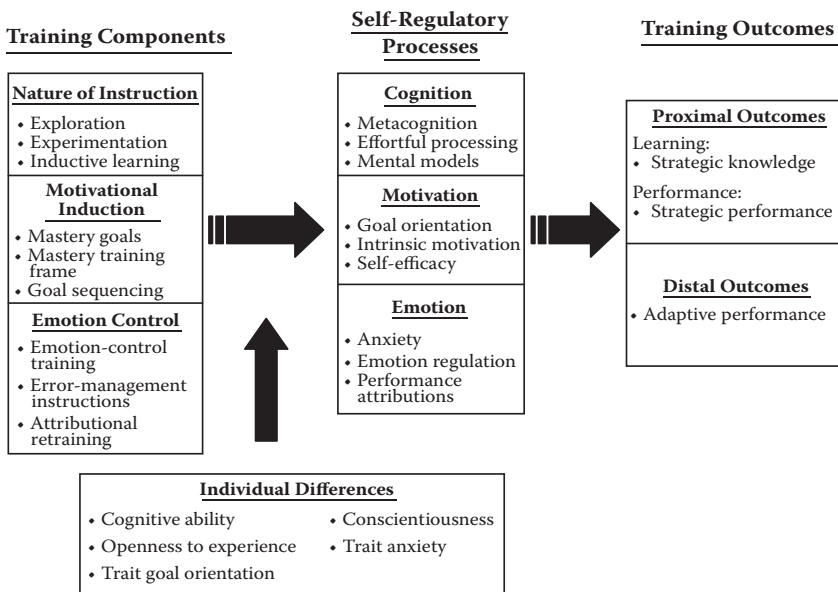 Training Components
Nature of Instruction
• Exploration
• Experimentation
• Inductive learning
Motivational
Induction
• Mastery goals
• Mastery training
frame
• Goal sequencing
Emotion Control
• Emotion-control
training
• Error-management
instructions
• Attributional
retraining
Self-Regulatory
Processes
Cognition
• Metacognition
• Effortful processing
• Mental models
Motivation
• Goal orientation
• Intrinsic motivation
• Self-efficacy
Emotion
• Anxiety
• Emotion regulation
• Performance
attributions
Training Outcomes
Proximal Outcomes
Learning:
• Strategic knowledge
Performance:
• Strategic performance
Distal Outcomes
• Adaptive performance
Individual Differences
• Cognitive ability
• Openness to experience
• Trait goal orientation
• Conscientiousness
• Trait anxiety